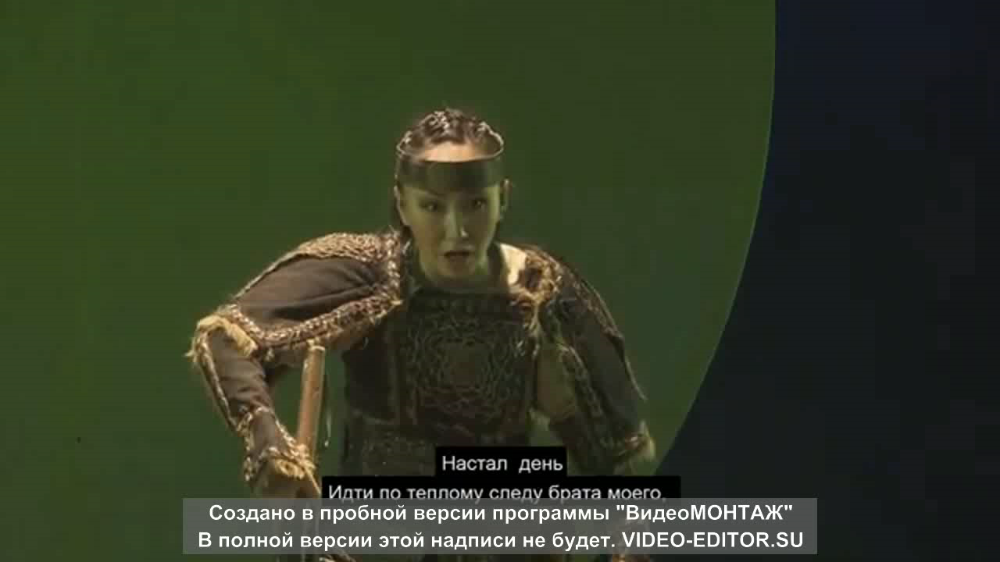 Настал день
Идти по теплому следу брата моего,
Создано в пробной версии программы "ВидеоМОНТАЖ"
В полной версии этой надписи не будет. VIDEO-EDITOR.SU